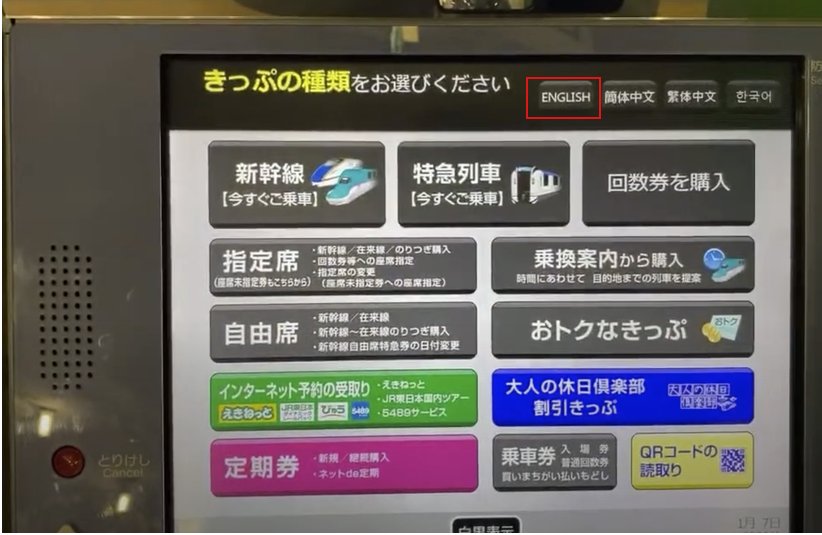 きっぷの種類をお選びください
ENGLISH
简体中文
繁体中文
한국어
新幹線
【今すぐご乗車】
特急列車
【今すぐご乗車】
回数券を購入
指定席
(座席未指定券もこちらから)
・新幹線/在来線/のりつぎ購入
・回数券等への座席指定
・指定席の変更
(座席未指定券への座席指定)
乗換案内から購入
時間にあわせて 目的地までの列車を提案
自由席
・新幹線/在来線
・新幹線~在来線のりつぎ購入
・新幹線自由席特急券の日付変更
おトクなきっぷ
おトク
インターネット予約の受取り
えきねっと
JR東日本
びゅう
5489
・えきねっと
・JR東日本国内ツアー
・5489サービス
大人の休日倶楽部
割引きっぷ
大人の休日
倶楽部
定期券
・新規/継続購入
・ネットde定期
乗車券
入場券
普通回数券
買いまちがい払いもどし
QRコードの
読取り
とりけし
Cancel
白黒表示
1月 7日